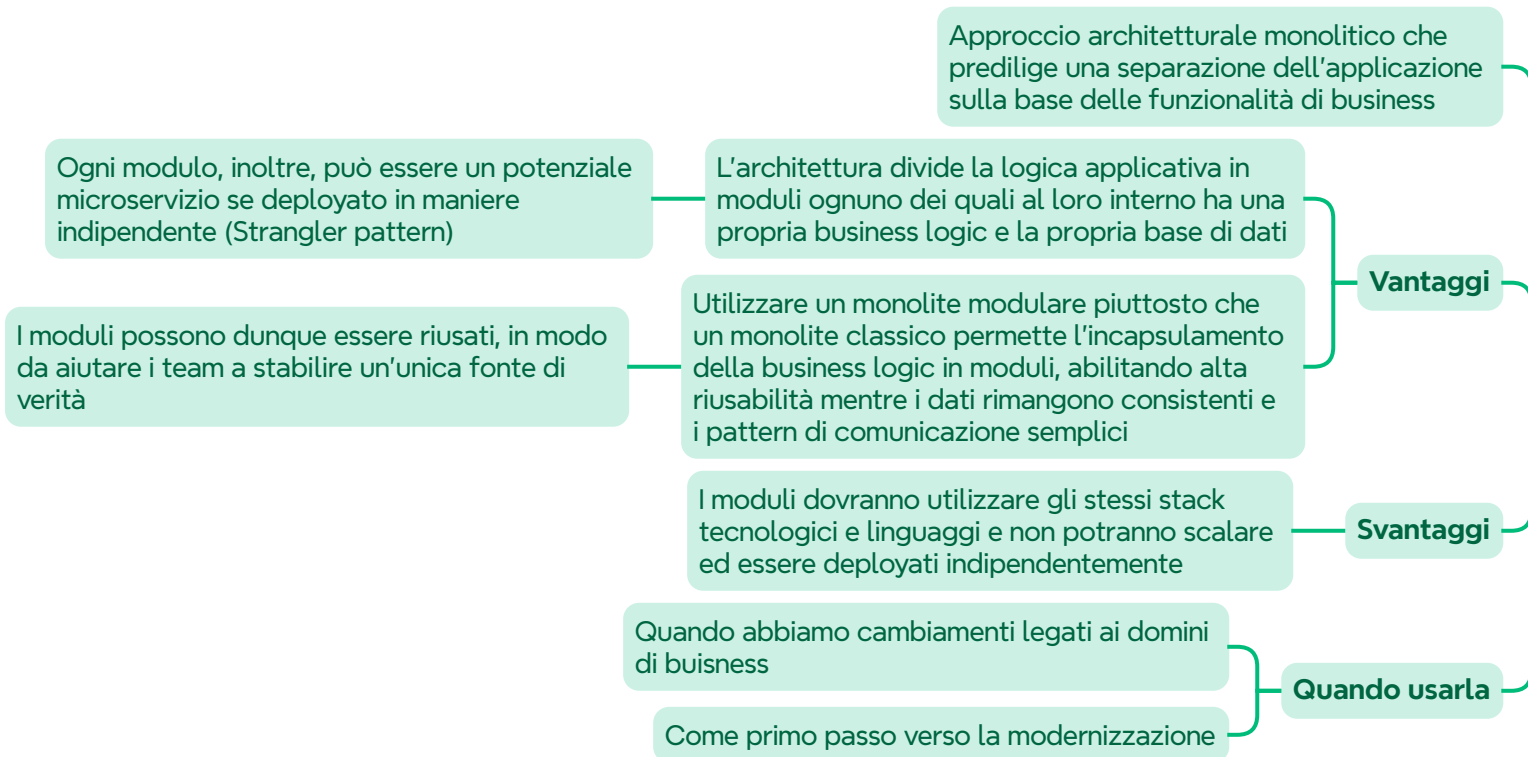 Approccio architetturale monolitico che
predilige una separazione dell'applicazione
sulla base delle funzionalità di business
Vantaggi
L'architettura divide la logica applicativa in
moduli ognuno dei quali al loro interno ha una
propria business logic e la propria base di dati
Ogni modulo, inoltre, può essere un potenziale
microservizio se deployato in maniere
indipendente (Strangler pattern)
Utilizzare un monolite modulare piuttosto che
un monolite classico permette l'incapsulamento
della business logic in moduli, abilitando alta
riusabilità mentre i dati rimangono consistenti e
i pattern di comunicazione semplici
I moduli possono dunque essere riusati, in modo
da aiutare i team a stabilire un'unica fonte di
verità
Svantaggi
I moduli dovranno utilizzare gli stessi stack
tecnologici e linguaggi e non potranno scalare
ed essere deployati indipendentemente
Quando usarla
Quando abbiamo cambiamenti legati ai domini
di buisness
Come primo passo verso la modernizzazione